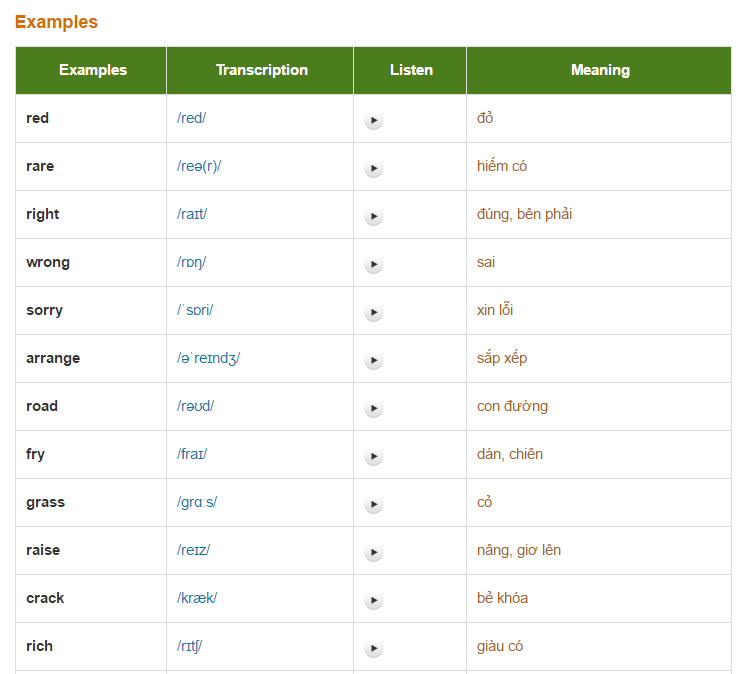 Examples
Examples Transcription Listen Meaning
red /red/ đỏ
rare /reə(r)/ hiếm có
right /raɪt/ đúng, bên phải
wrong /rɒŋ/ sai
sorry /ˈsɒri/ xin lỗi
arrange /əˈreɪndʒ/ sắp xếp
road /rəʊd/ con đường
fry /fraɪ/ dán, chiên
grass /grɑːs/ cỏ
raise /reɪz/ nâng, giơ lên
crack /kræk/ bẻ khóa
rich /rɪtʃ/ giàu có